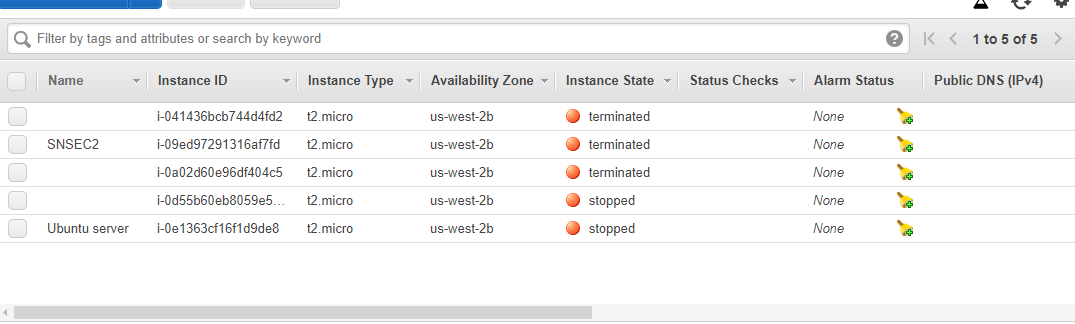 Filter by tags and attributes or search by keyword 1 to 5 of 5
Name Instance ID Instance Type Availability Zone Instance State Status Checks Alarm Status Public DNS (IPv4)
i-041436bcb744d4fd2 t2.micro us-west-2b terminated None
SNSEC2 i-09ed97291316af7fd t2.micro us-west-2b terminated None
i-0a02d60e96df404c5 t2.micro us-west-2b terminated None
i-0d55b60eb8059e5... t2.micro us-west-2b stopped None
Ubuntu server i-0e1363cf16f1d9de8 t2.micro us-west-2b stopped None